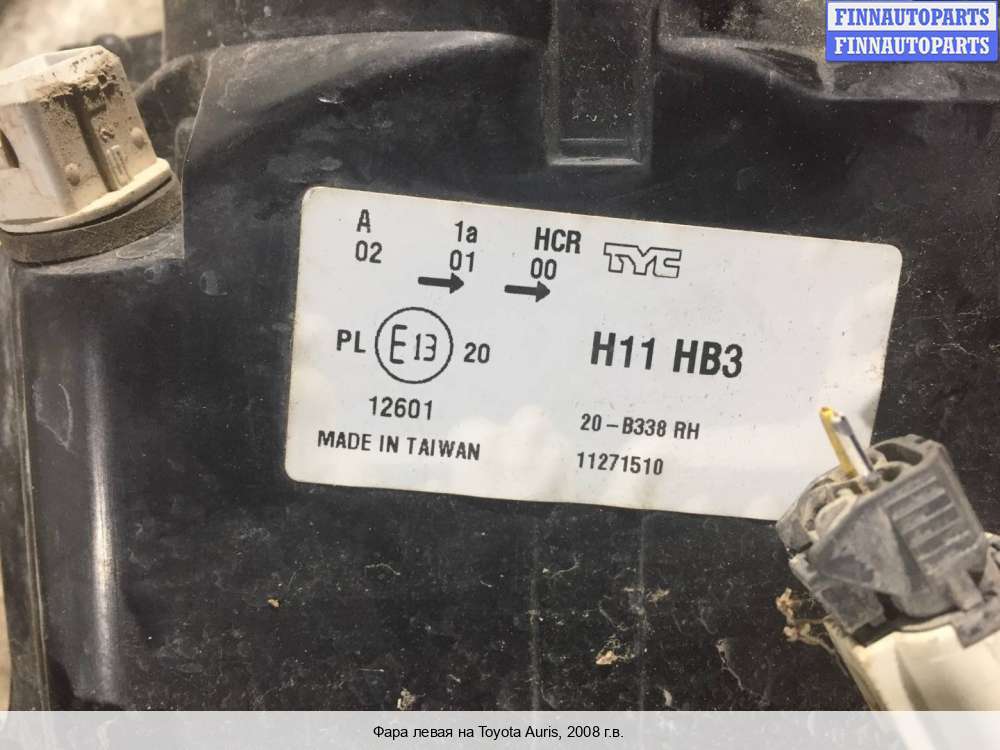 FINNAUTOPARTS
FINNAUTOPARTS
A 1a HCR TYC
02 01 00
PL E13 20 H11 HB3
12601 20-B338 RH
MADE IN TAIWAN 11271510
Фара левая на Toyota Auris, 2008 г.в.